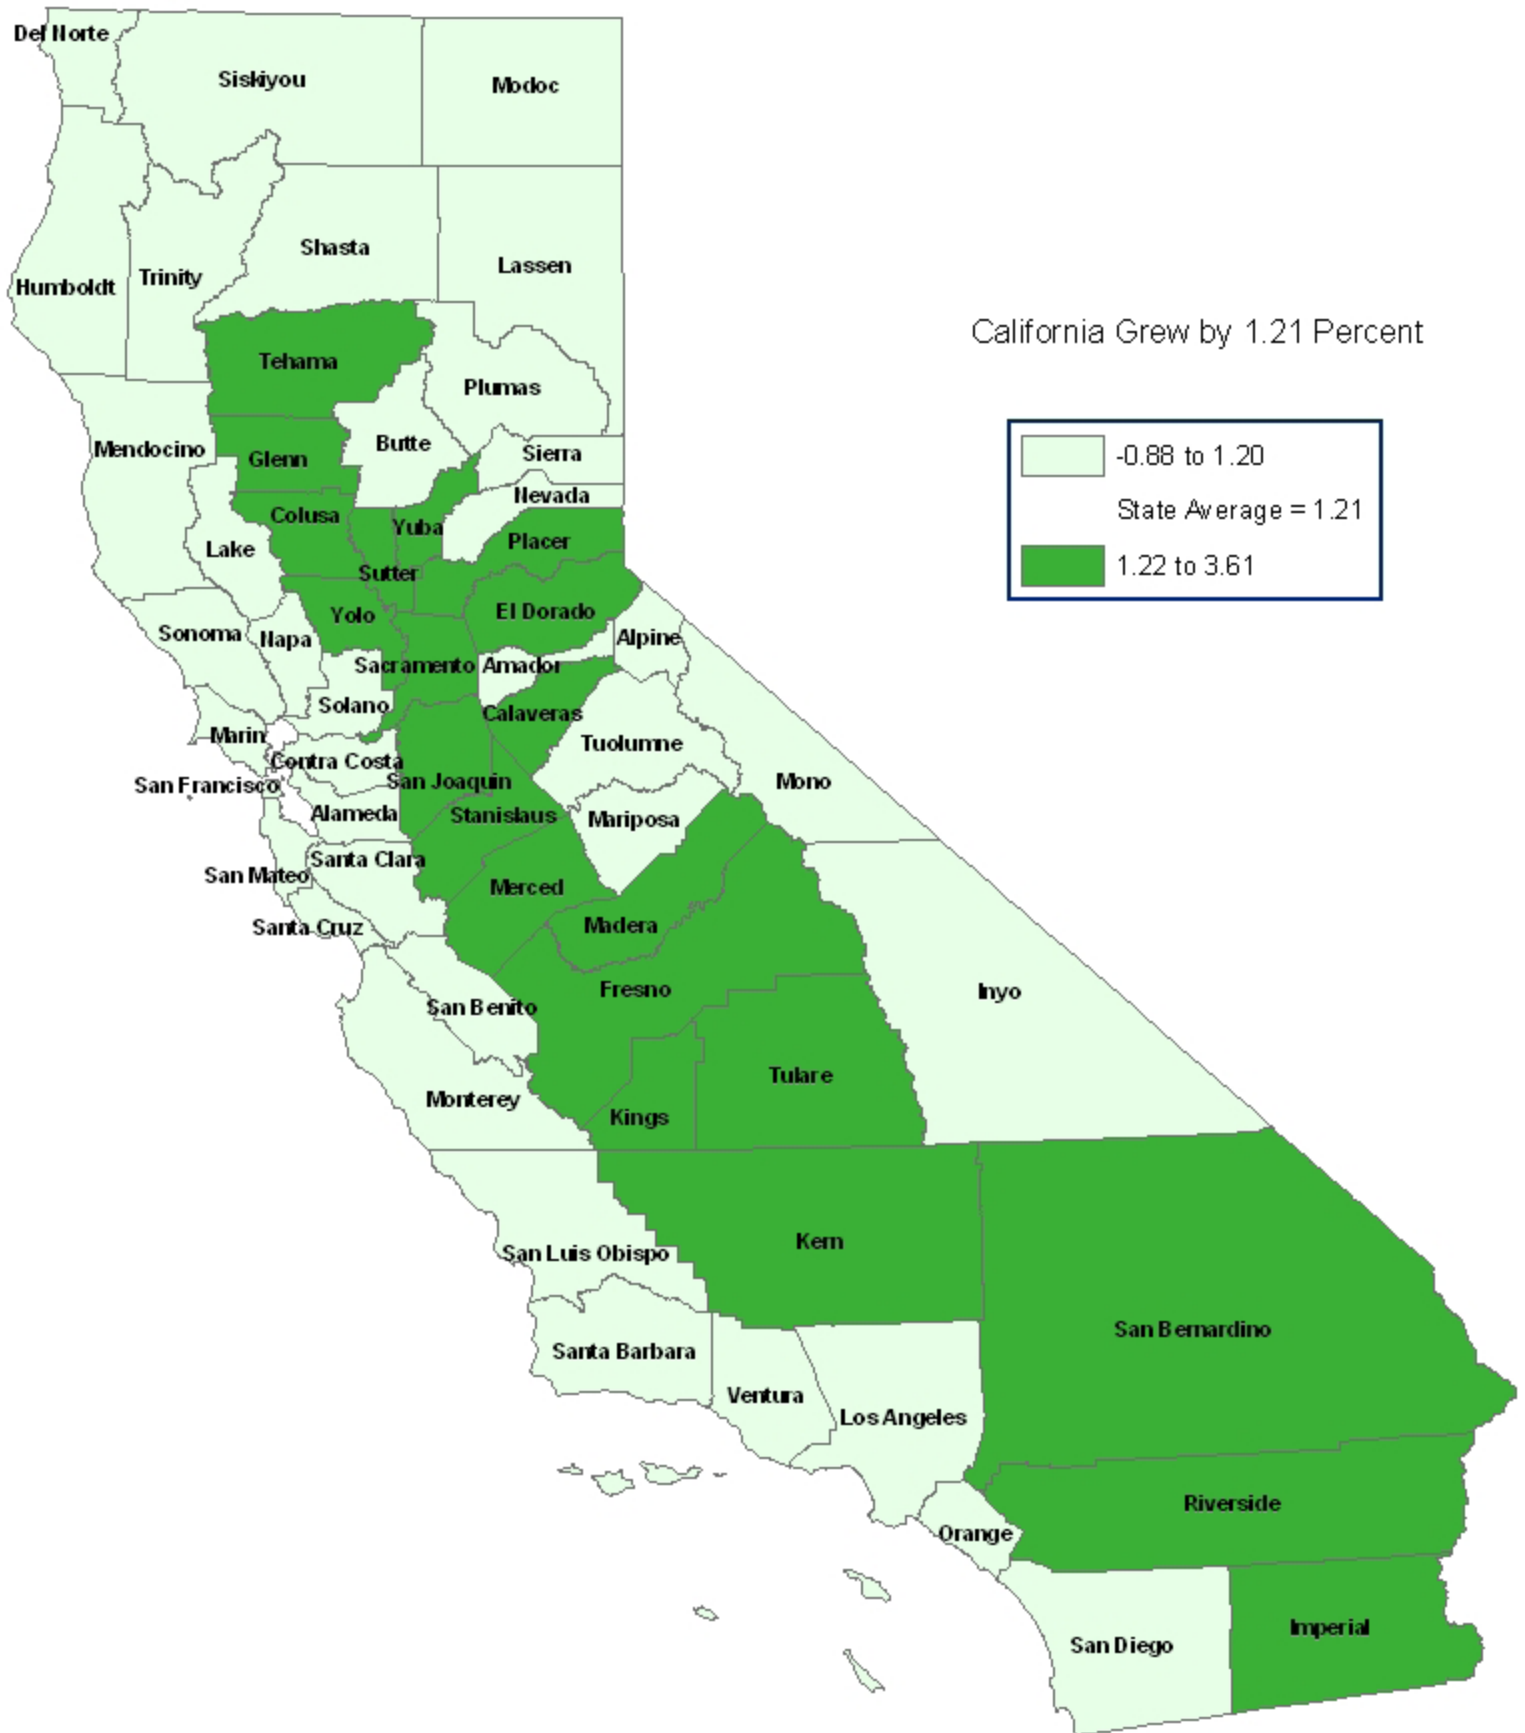 Del Norte
Siskiyou
Modoc
Humboldt
Trinity
Shasta
Lassen
California Grew by 1.21 Percent
Tehama
Plumas
Mendocino
Glenn
Butte
Sierra
-0.88 to 1.20
Nevada
State Average = 1.21
Colusa
Yuba
Placer
Lake
Sutter
1.22 to 3.61
Yolo
El Dorado
Sonoma
Napa
Alpine
Sacramento
Amador
Solano
Calaveras
Marin
Tuolumne
Contra Costa
San Francisco
San Joaquin
Mono
Alameda
Stanislaus
Mariposa
Santa Clara
San Mateo
Merced
Santa Cruz
Madera
Fresno
Inyo
San Benito
Tulare
Monterey
Kings
Kern
San Luis Obispo
San Bernardino
Santa Barbara
Ventura
Los Angeles
Riverside
Orange
Imperial
San Diego